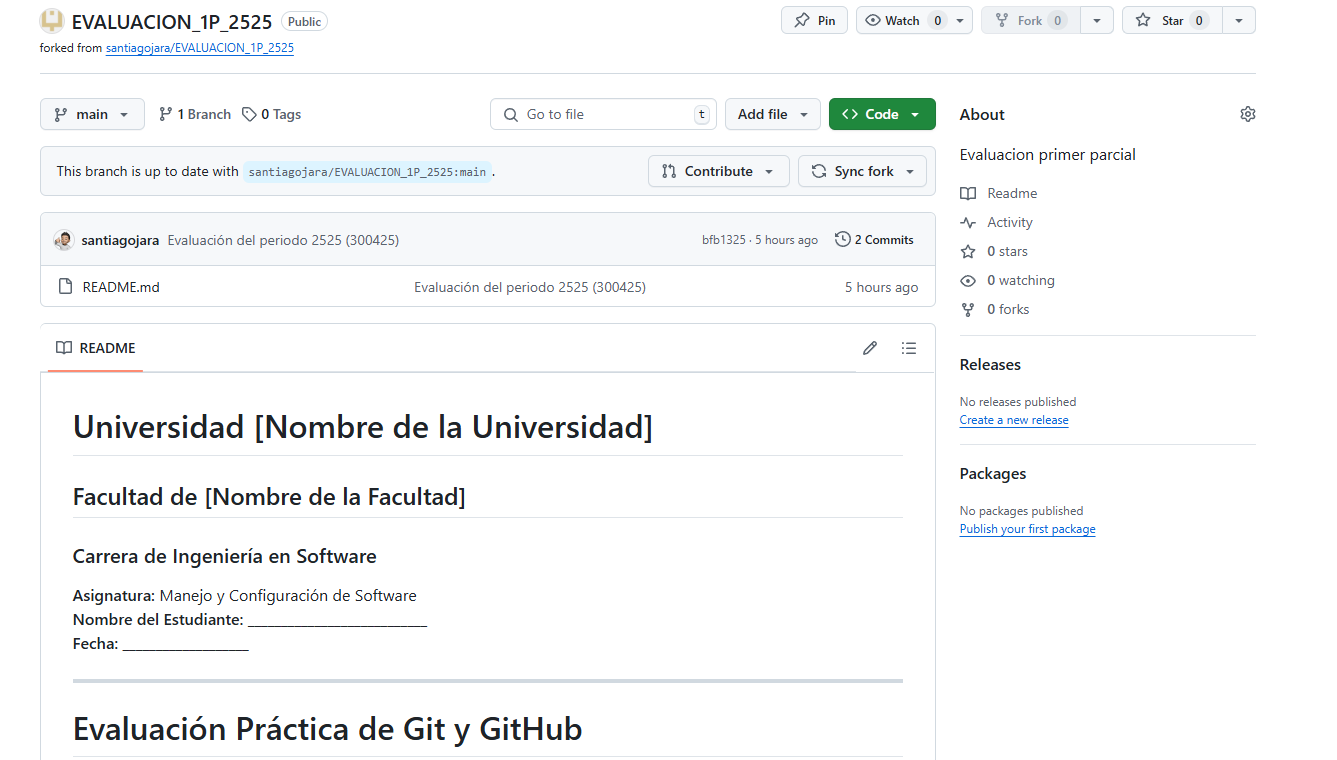 EVALUACION_1P_2525 Public Pin Watch 0 Fork 0 Star 0
forked from santiagojara/EVALUACION_1P_2525
main 1 Branch 0 Tags Go to file t Add file Code
This branch is up to date with santiagojara/EVALUACION_1P_2525:main . Contribute Sync fork
santiagojara Evaluación del periodo 2525 (300425) bfb1325 · 5 hours ago 2 Commits
README.md Evaluación del periodo 2525 (300425) 5 hours ago
README
Universidad [Nombre de la Universidad]
Facultad de [Nombre de la Facultad]
Carrera de Ingeniería en Software
Asignatura: Manejo y Configuración de Software
Nombre del Estudiante: ___________________________
Fecha: ___________________
Evaluación Práctica de Git y GitHub
About
Evaluacion primer parcial
Readme
Activity
0 stars
0 watching
0 forks
Releases
No releases published
Create a new release
Packages
No packages published
Publish your first package